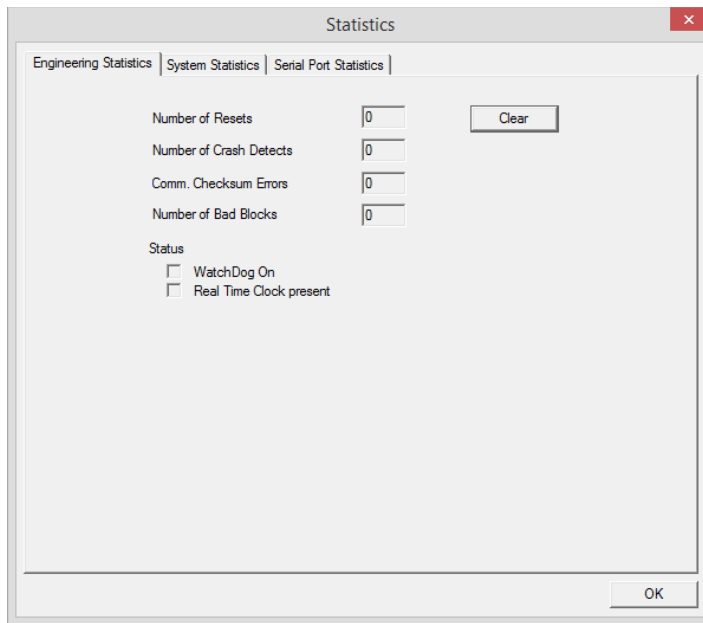 Statistics
Engineering Statistics System Statistics Serial Port Statistics
Number of Resets 0 Clear
Number of Crash Detects 0
Comm. Checksum Errors 0
Number of Bad Blocks 0
Status
WatchDog On
Real Time Clock present
OK